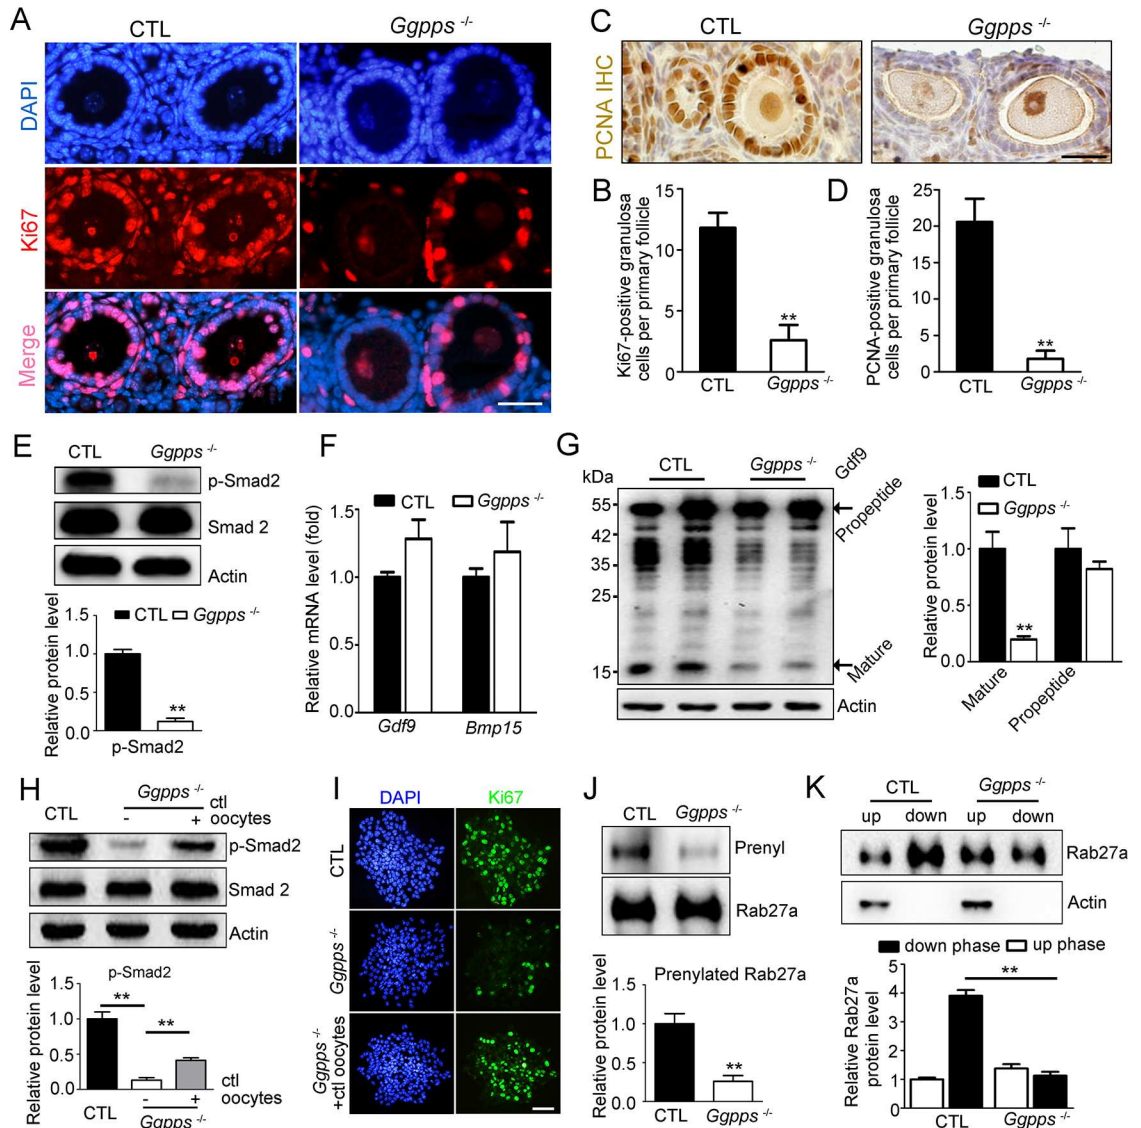 A
CTL
Ggpps -/-
DAPI
Ki67
Merge
C
CTL
Ggpps -/-
PCNA IHC
B
Ki67-positive granulosa
cells per primary follicle
15
10
5
0
**
CTL
Ggpps -/-
D
PCNA-positive granulosa
cells per primary follicle
25
20
15
10
5
0
**
CTL
Ggpps -/-
E
CTL
Ggpps -/-
p-Smad2
Smad 2
Actin
CTL
Ggpps -/-
Relative protein level
1.5
1.0
0.5
0.0
**
p-Smad2
F
CTL
Ggpps -/-
Relative mRNA level (fold)
1.5
1.0
0.5
0.0
Gdf9
Bmp15
G
kDa
CTL
Ggpps -/-
Gdf9
55
42
35
25
15
Propeptide
Mature
Actin
CTL
Ggpps -/-
Relative protein level
1.5
1.0
0.5
0.0
**
Mature
Propeptide
H
Ggpps -/-
CTL
- + ctl
oocytes
p-Smad2
Smad 2
Actin
p-Smad2
Relative protein level
1.5
1.0
0.5
0.0
**
**
CTL
- + ctl
oocytes
Ggpps -/-
I
DAPI
Ki67
CTL
Ggpps -/-
Ggpps -/-
+ctl oocytes
J
CTL
Ggpps -/-
Prenyl
Rab27a
Prenylated Rab27a
Relative protein level
1.5
1.0
0.5
0.0
**
CTL
Ggpps -/-
K
CTL
Ggpps -/-
up down up down
Rab27a
Actin
down phase
up phase
Relative Rab27a
protein level
5
4
3
2
1
0
**
CTL
Ggpps -/-